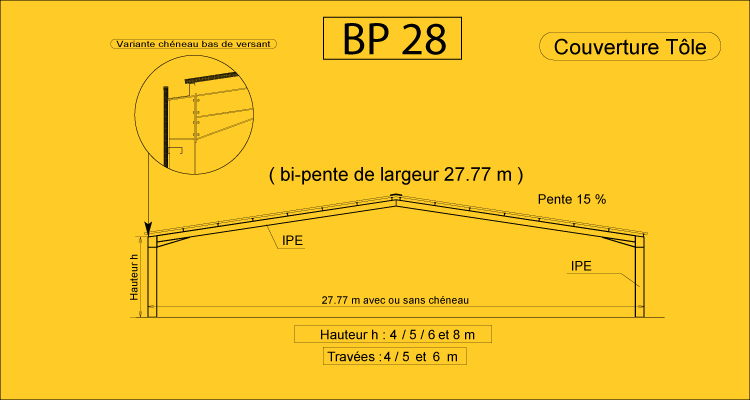 BP 28
Variante chéneau bas de versant
Couverture Tôle
( bi-pente de largeur 27.77 m )
Pente 15 %
IPE
IPE
Hauteur h
27.77 m avec ou sans chéneau
Hauteur h : 4 / 5 / 6 et 8 m
Travées : 4 / 5 et 6 m